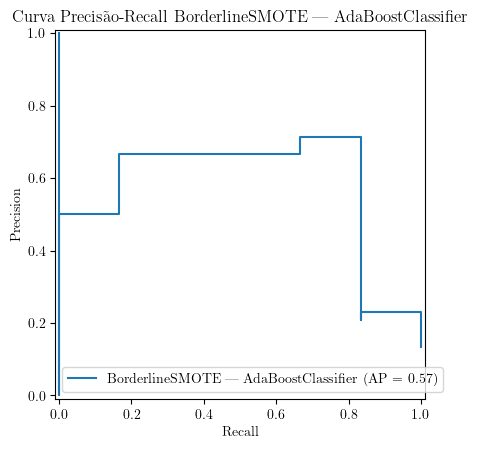 Curva Precisão-Recall BorderlineSMOTE — AdaBoostClassifier
1.0
0.8
0.6
0.4
0.2
0.0
Precision
BorderlineSMOTE — AdaBoostClassifier (AP = 0.57)
0.0 0.2 0.4 0.6 0.8 1.0
Recall